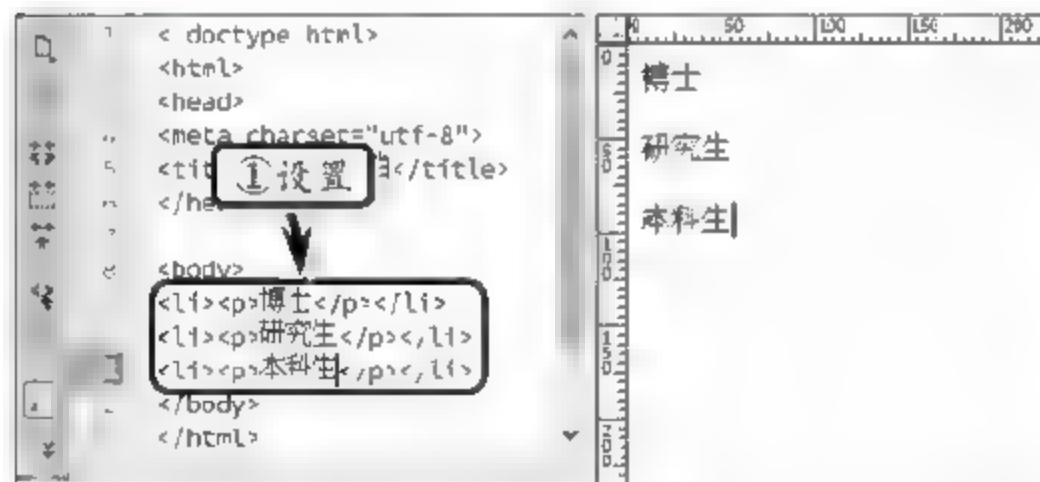 < doctype html>
<html>
<head>
<meta charset="utf-8">
<tit</title>
①设置
</he
<body>
<li><p>博士</p></li>
<li><p>研究生</p></li>
<li><p>本科生</p></li>
</body>
</html>
0 50 100 150 200
博士
研究生
本科生